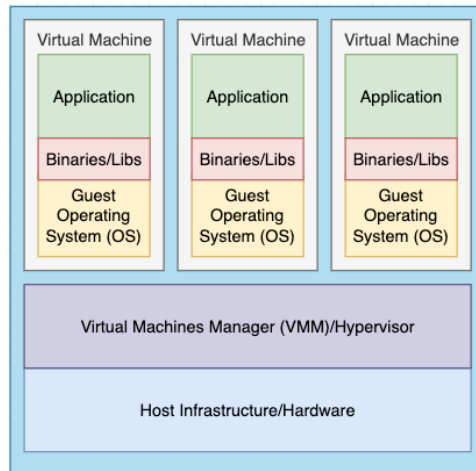 Virtual Machine
Application
Binaries/Libs
Guest
Operating
System (OS)
Virtual Machine
Application
Binaries/Libs
Guest
Operating
System (OS)
Virtual Machine
Application
Binaries/Libs
Guest
Operating
System (OS)
Virtual Machines Manager (VMM)/Hypervisor
Host Infrastructure/Hardware